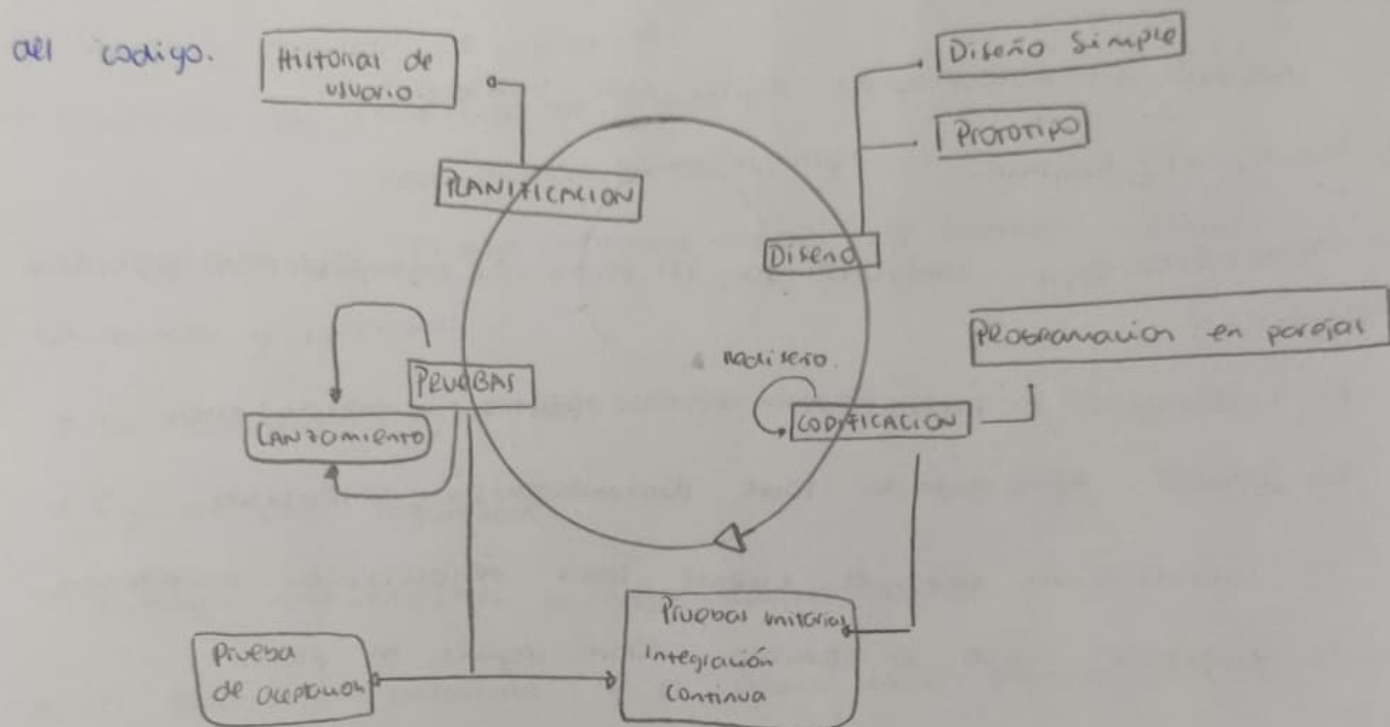 del codigo.
Historias de
usuario
PLANIFICACION
Diseño Simple
Prototipo
Diseño
Programacion en parejas
Rediseño.
CODIFICACION
PRUEBAS
Lanzamiento
Prueba
de aceptacion
Pruebas unitarias
Integración
Continua